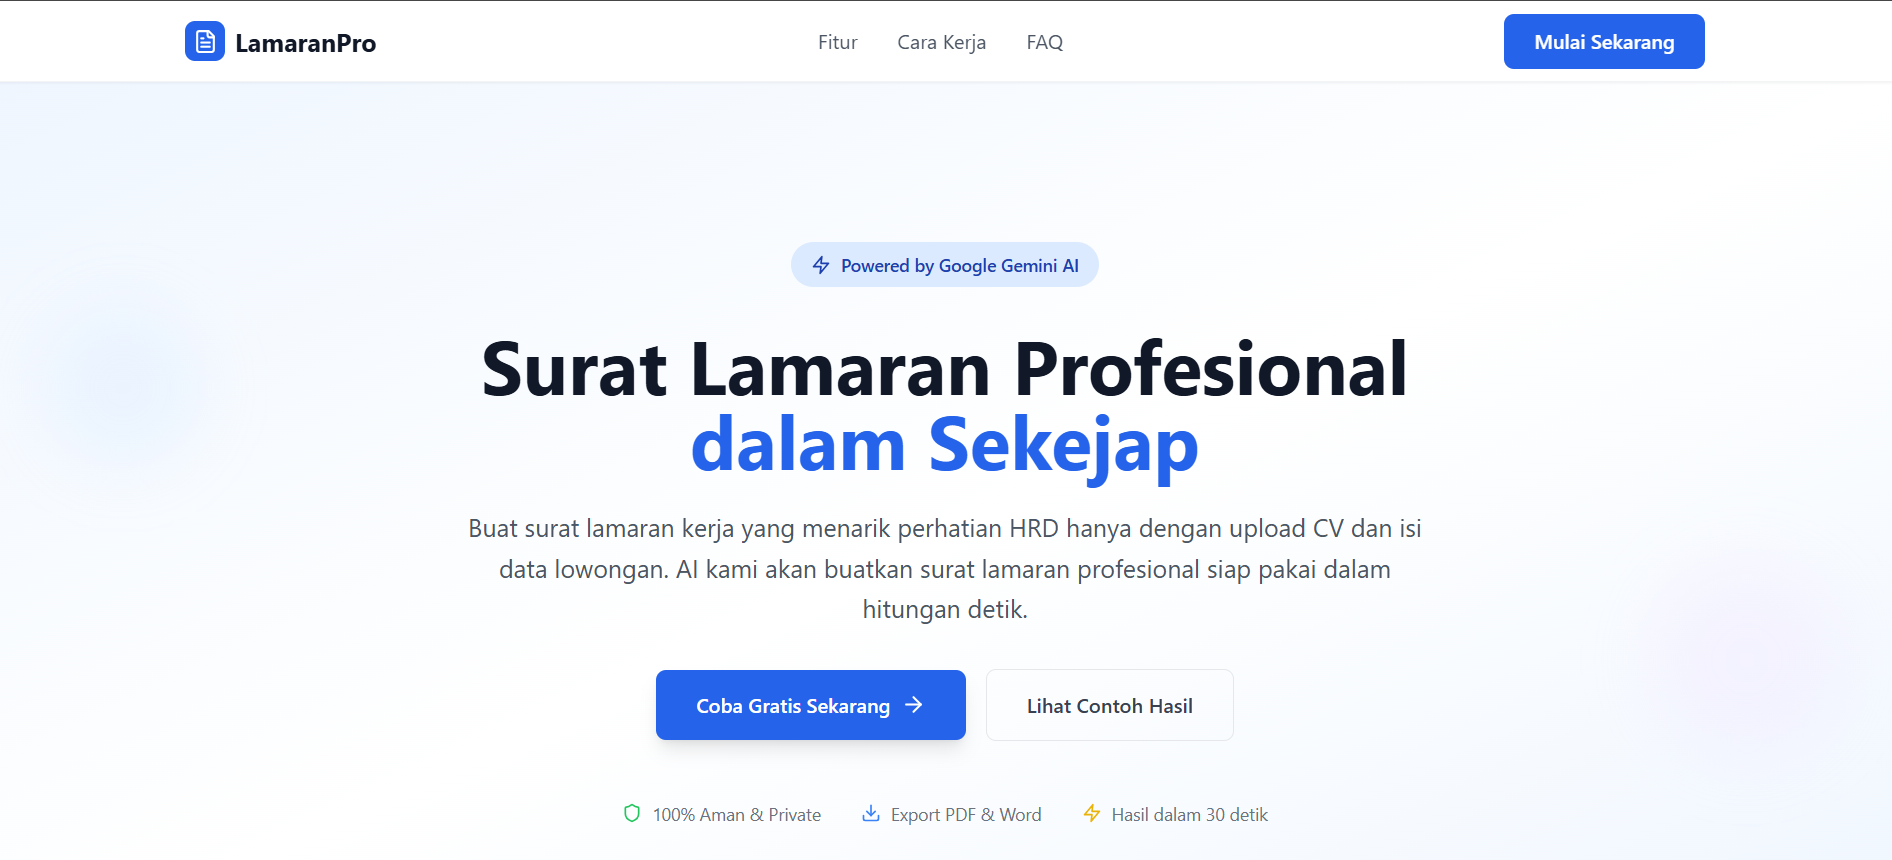 LamaranPro
Fitur
Cara Kerja
FAQ
Mulai Sekarang
Powered by Google Gemini AI
Surat Lamaran Profesional
dalam Sekejap
Buat surat lamaran kerja yang menarik perhatian HRD hanya dengan upload CV dan isi
data lowongan. AI kami akan buatkan surat lamaran profesional siap pakai dalam
hitungan detik.
Coba Gratis Sekarang
Lihat Contoh Hasil
100% Aman & Private
Export PDF & Word
Hasil dalam 30 detik